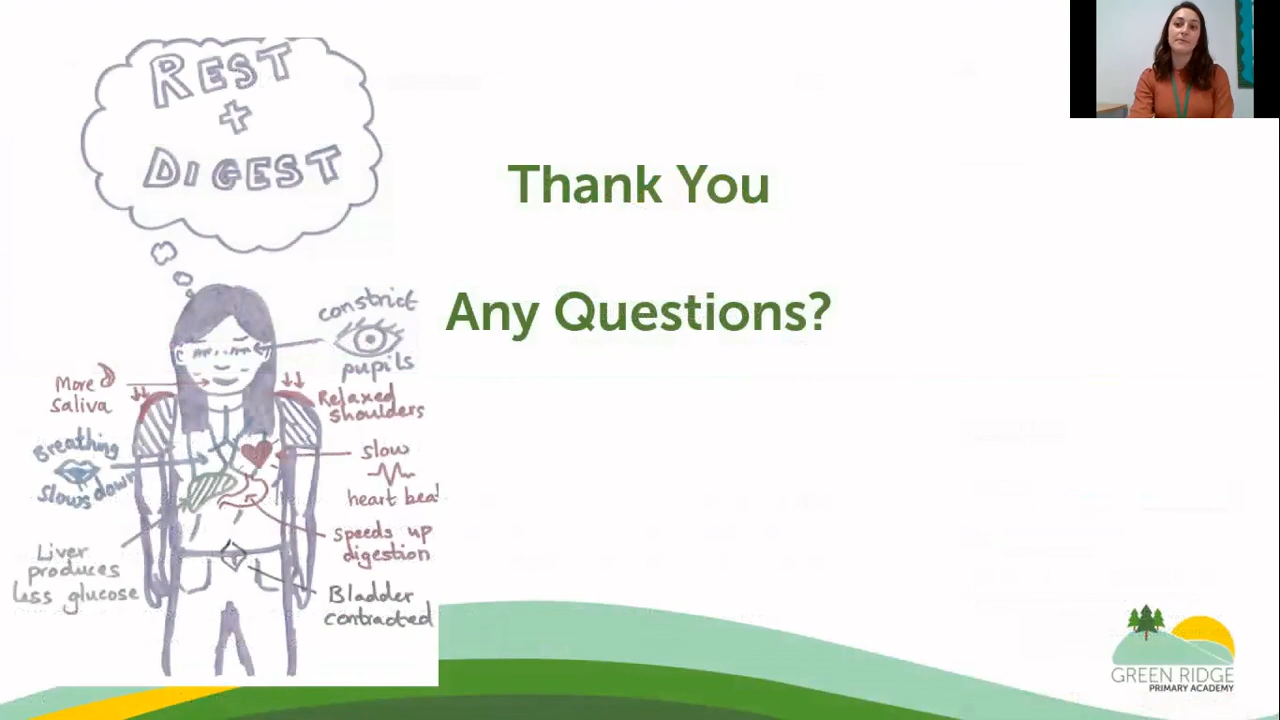 REST
+
DIGEST
Thank You
Any Questions?
constrict
pupils
More
saliva
Relaxed
shoulders
Breathing
slows down
slow
heart bea
Speeds up
digestion
Liver
produces
less glucose
Bladder
contracted
GREEN RIDGE
PRIMARY ACADEMY